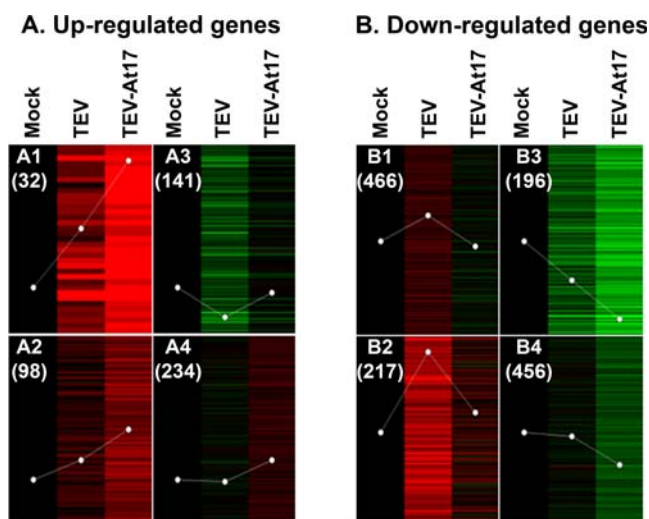 A. Up-regulated genes
Mock
TEV
TEV-At17
Mock
TEV
TEV-At17
A1
(32)
A3
(141)
A2
(98)
A4
(234)
B. Down-regulated genes
Mock
TEV
TEV-At17
Mock
TEV
TEV-At17
B1
(466)
B3
(196)
B2
(217)
B4
(456)